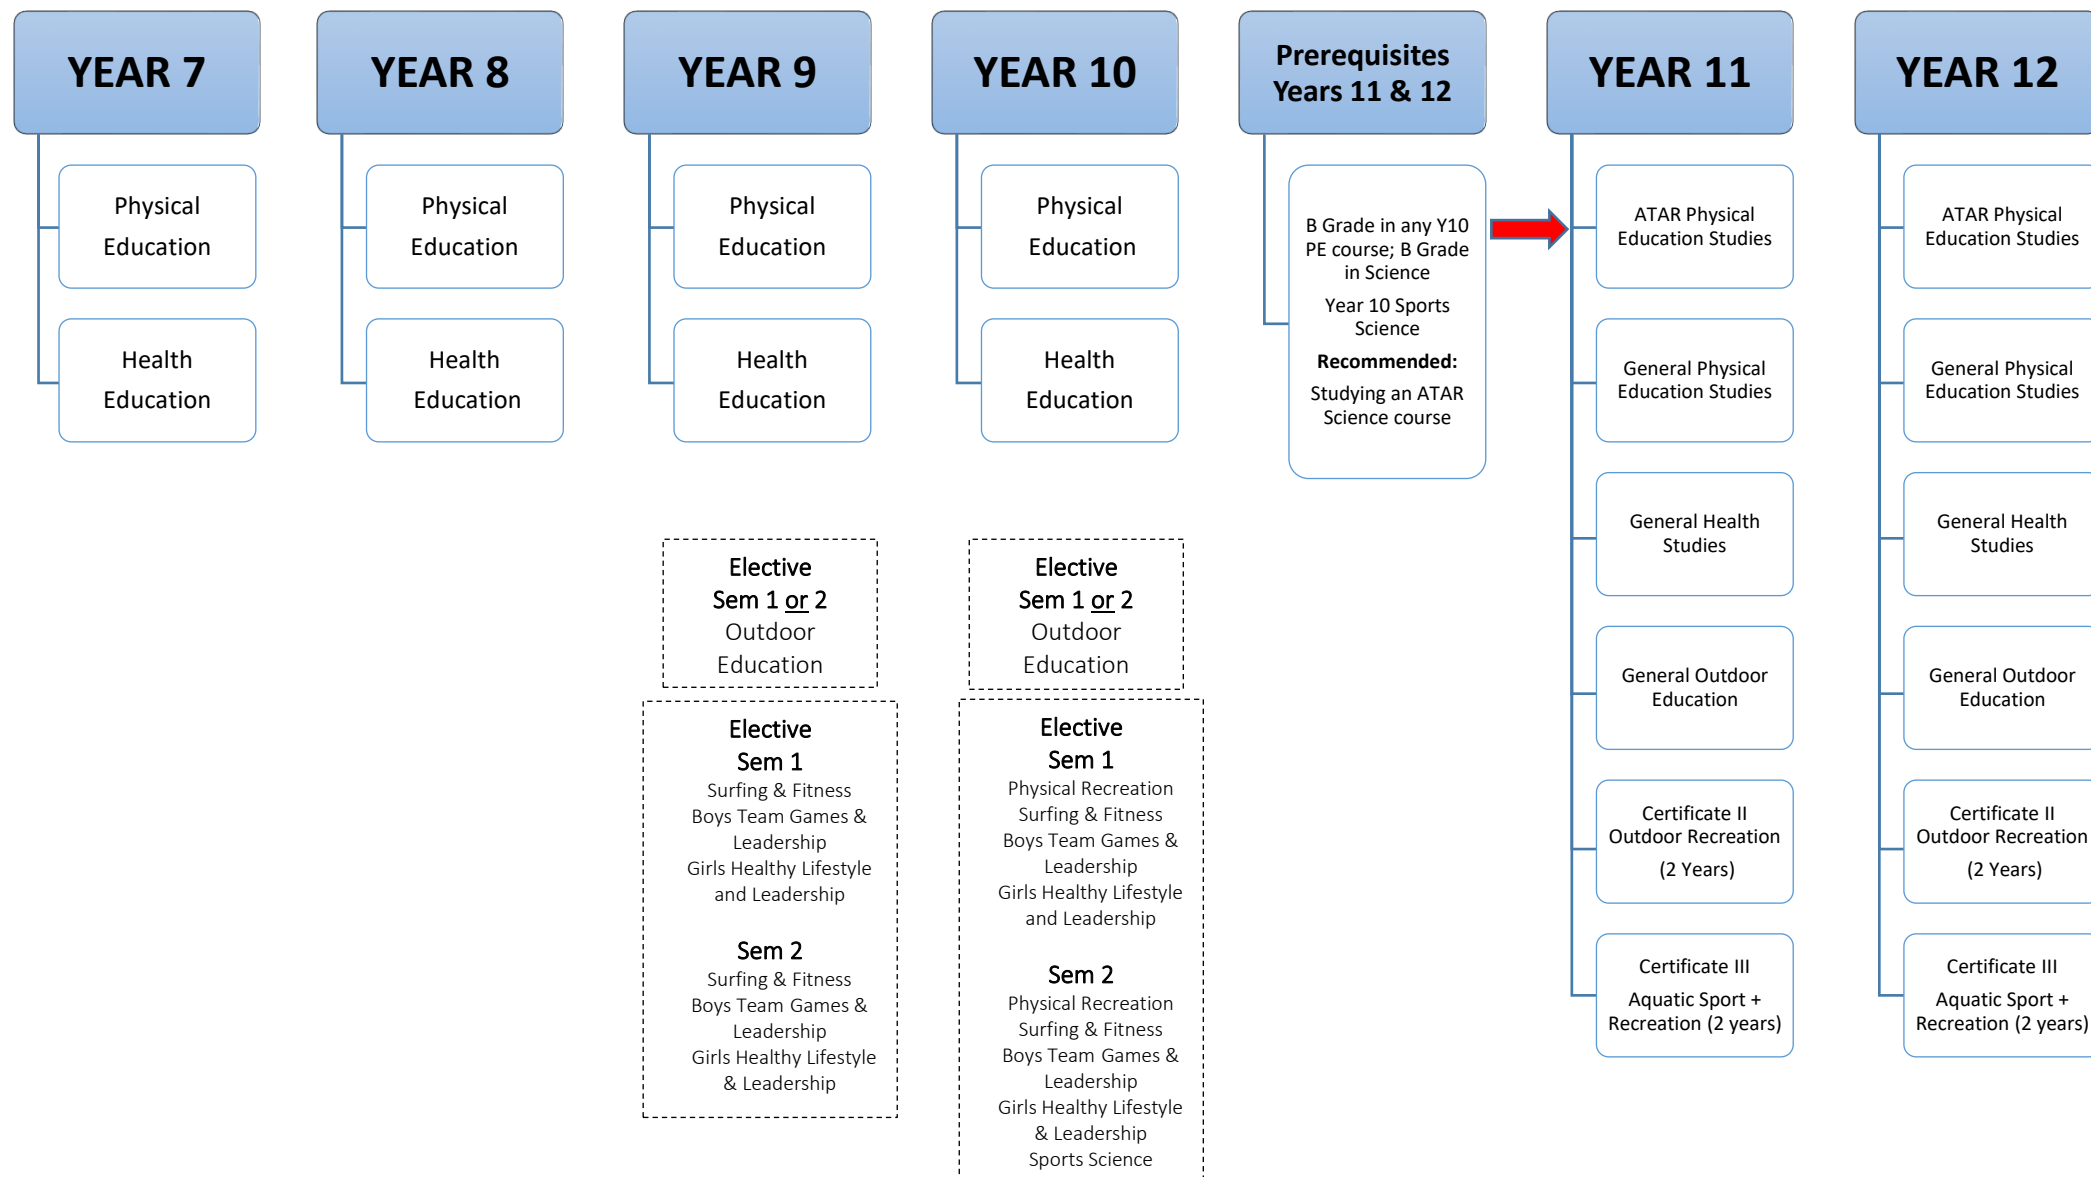 YEAR 7
Physical
Education
Health
Education
YEAR 8
Physical
Education
Health
Education
YEAR 9
Physical
Education
Health
Education
Elective
Sem 1 or 2
Outdoor
Education
Elective
Sem 1
Surfing & Fitness
Boys Team Games &
Leadership
Girls Healthy Lifestyle
and Leadership
Sem 2
Surfing & Fitness
Boys Team Games &
Leadership
Girls Healthy Lifestyle
& Leadership
YEAR 10
Physical
Education
Health
Education
Elective
Sem 1 or 2
Outdoor
Education
Elective
Sem 1
Physical Recreation
Surfing & Fitness
Boys Team Games &
Leadership
Girls Healthy Lifestyle
and Leadership
Sem 2
Physical Recreation
Surfing & Fitness
Boys Team Games &
Leadership
Girls Healthy Lifestyle
& Leadership
Sports Science
Prerequisites
Years 11 & 12
B Grade in any Y10
PE course; B Grade
in Science
Year 10 Sports
Science
Recommended:
Studying an ATAR
Science course
YEAR 11
ATAR Physical
Education Studies
General Physical
Education Studies
General Health
Studies
General Outdoor
Education
Certificate II
Outdoor Recreation
(2 Years)
Certificate III
Aquatic Sport +
Recreation (2 years)
YEAR 12
ATAR Physical
Education Studies
General Physical
Education Studies
General Health
Studies
General Outdoor
Education
Certificate II
Outdoor Recreation
(2 Years)
Certificate III
Aquatic Sport +
Recreation (2 years)